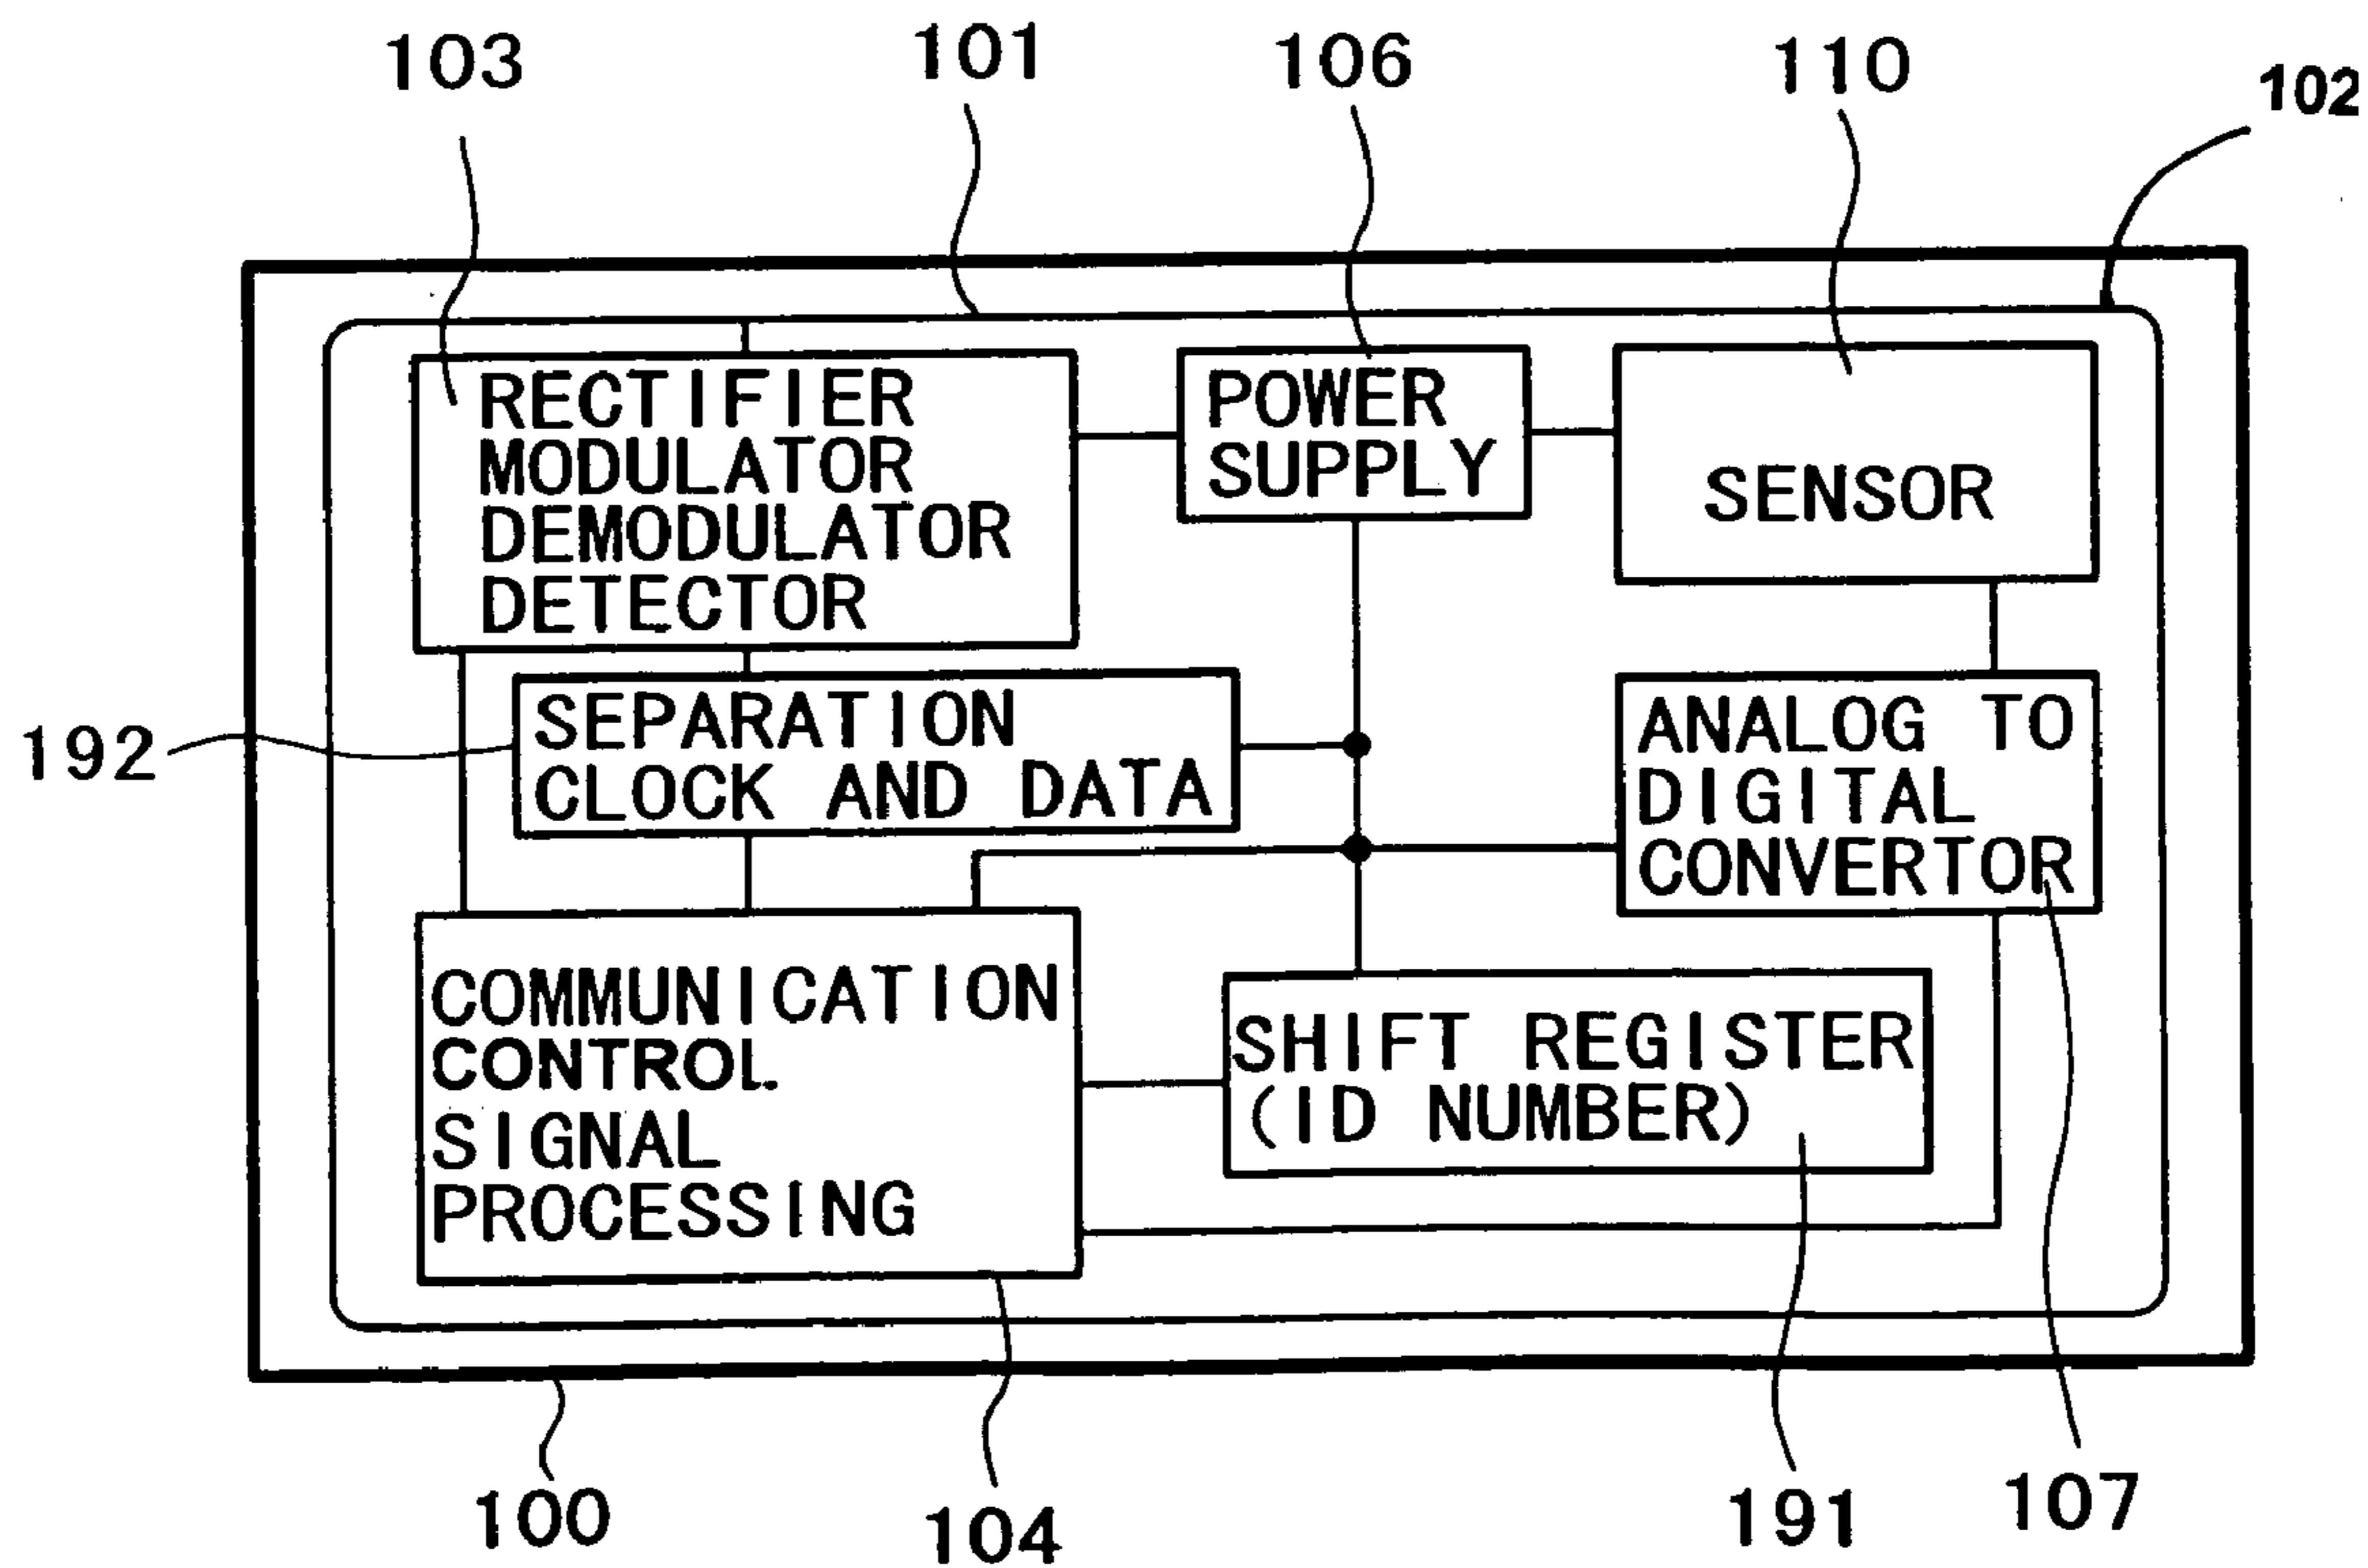 103
101
106
110
102
RECTIFIER
MODULATOR
DEMODULATOR
DETECTOR
POWER
SUPPLY
SENSOR
192
SEPARATION
CLOCK AND DATA
ANALOG TO
DIGITAL
CONVERTOR
COMMUNICATION
CONTROL
SIGNAL
PROCESSING
SHIFT REGISTER
(ID NUMBER)
100
104
191
107